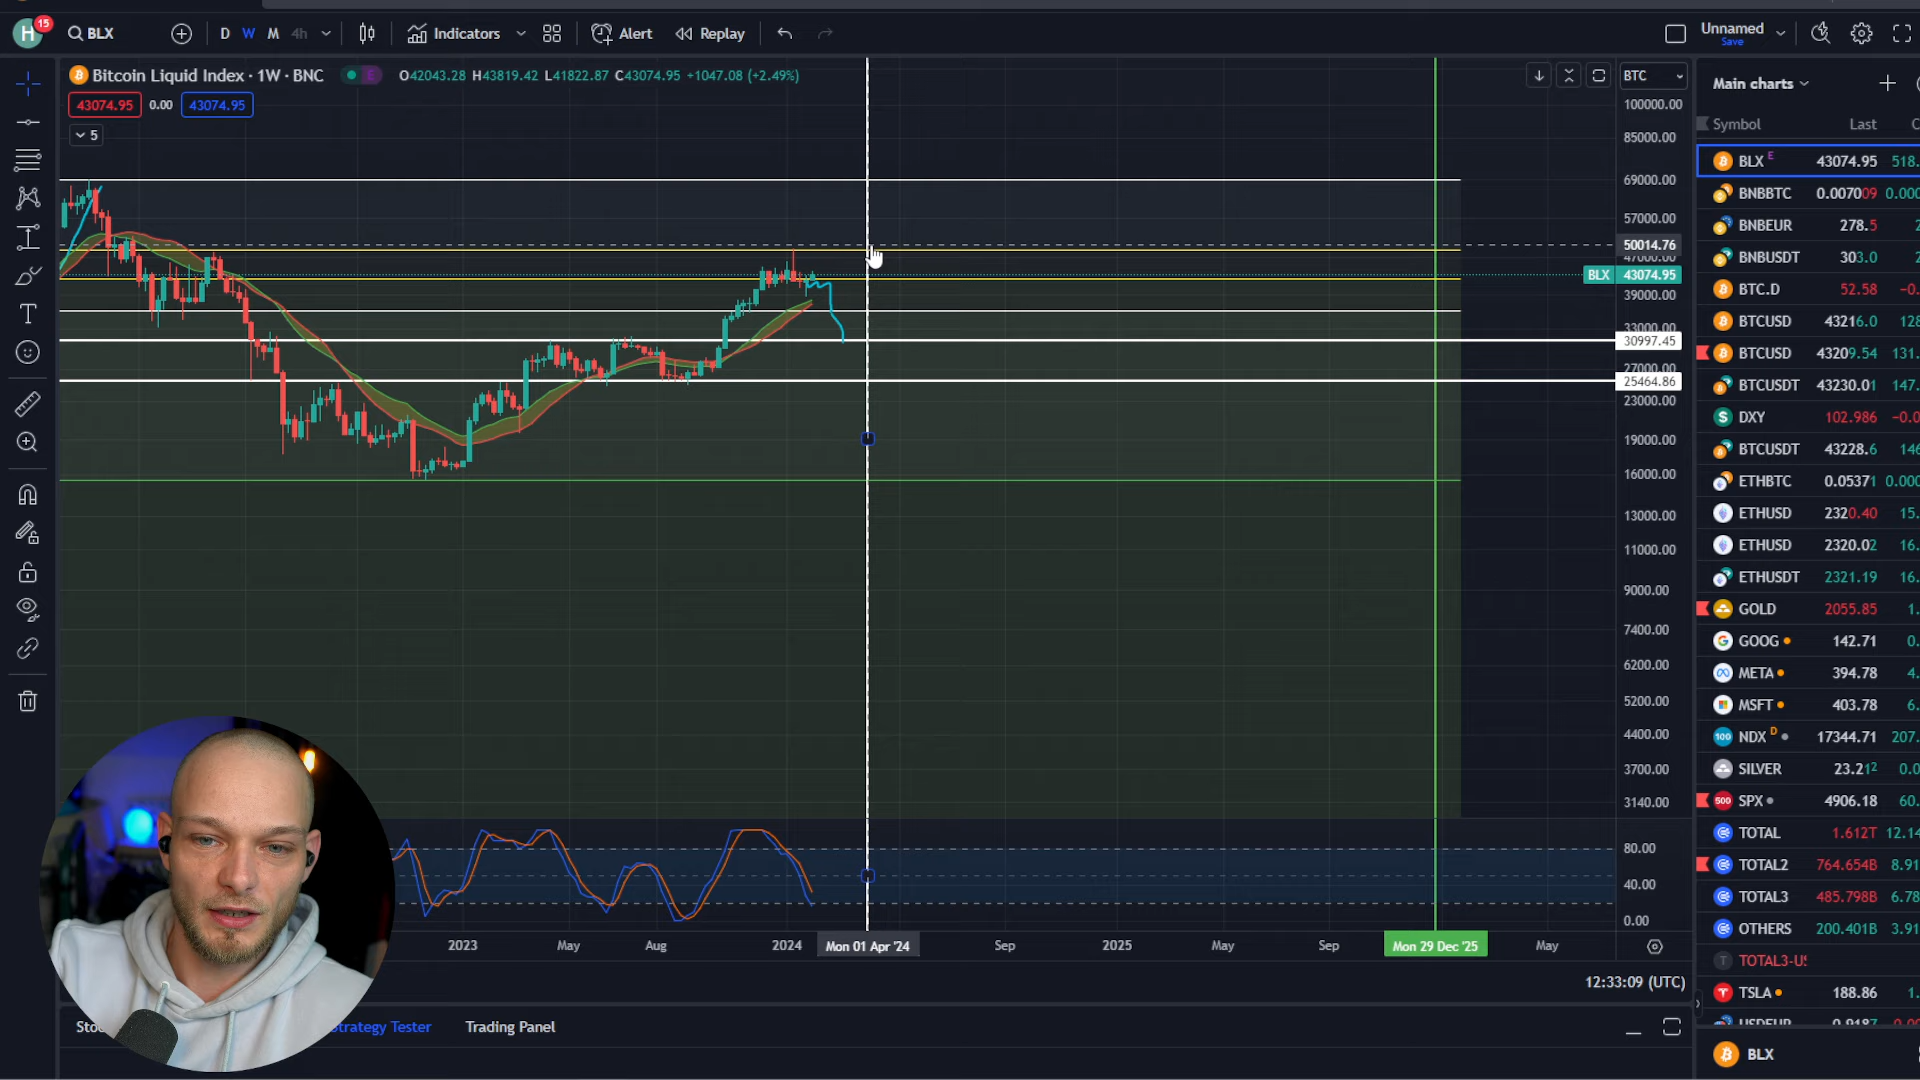 H
15
BLX
D W M 4h
Indicators
Alert
Replay
Unnamed
Save
Bitcoin Liquid Index · 1W · BNC
E
O42043.28 H43819.42 L41822.87 C43074.95 +1047.08 (+2.49%)
43074.95 0.00 43074.95
5
BTC
100000.00
85000.00
69000.00
57000.00
50014.76
47000.00
BLX 43074.95
39000.00
33000.00
30997.45
27000.00
25464.86
23000.00
19000.00
16000.00
13000.00
11000.00
9000.00
7400.00
6200.00
5200.00
4400.00
3700.00
3140.00
80.00
40.00
0.00
2023 May Aug 2024 Mon 01 Apr '24 Sep 2025 May Sep Mon 29 Dec '25 May
12:33:09 (UTC)
Strategy Tester Trading Panel
Main charts
Symbol Last
BLX E 43074.95 518.
BNBBTC 0.007009 0.000
BNBEUR 278.5
BNBUSDT 303.0
BTC.D 52.58 -0.
BTCUSD 43216.0 128
BTCUSD 43209.54 131.
BTCUSDT 43230.01 147.
DXY 102.986 -0.0
BTCUSDT 43228.6 146
ETHBTC 0.05371 0.000
ETHUSD 2320.40 15.
ETHUSD 2320.02 16.
ETHUSDT 2321.19 16.
GOLD 2055.85 1.
GOOG 142.71 0.
META 394.78 4.
MSFT 403.78 6.
100 NDX D 17344.71 207.
SILVER 23.212 0.0
500 SPX 4906.18 60.
TOTAL 1.612T 12.14
TOTAL2 764.654B 8.91
TOTAL3 485.798B 6.78
OTHERS 200.401B 3.91
T TOTAL3-US
TSLA 188.86 1.
BLX